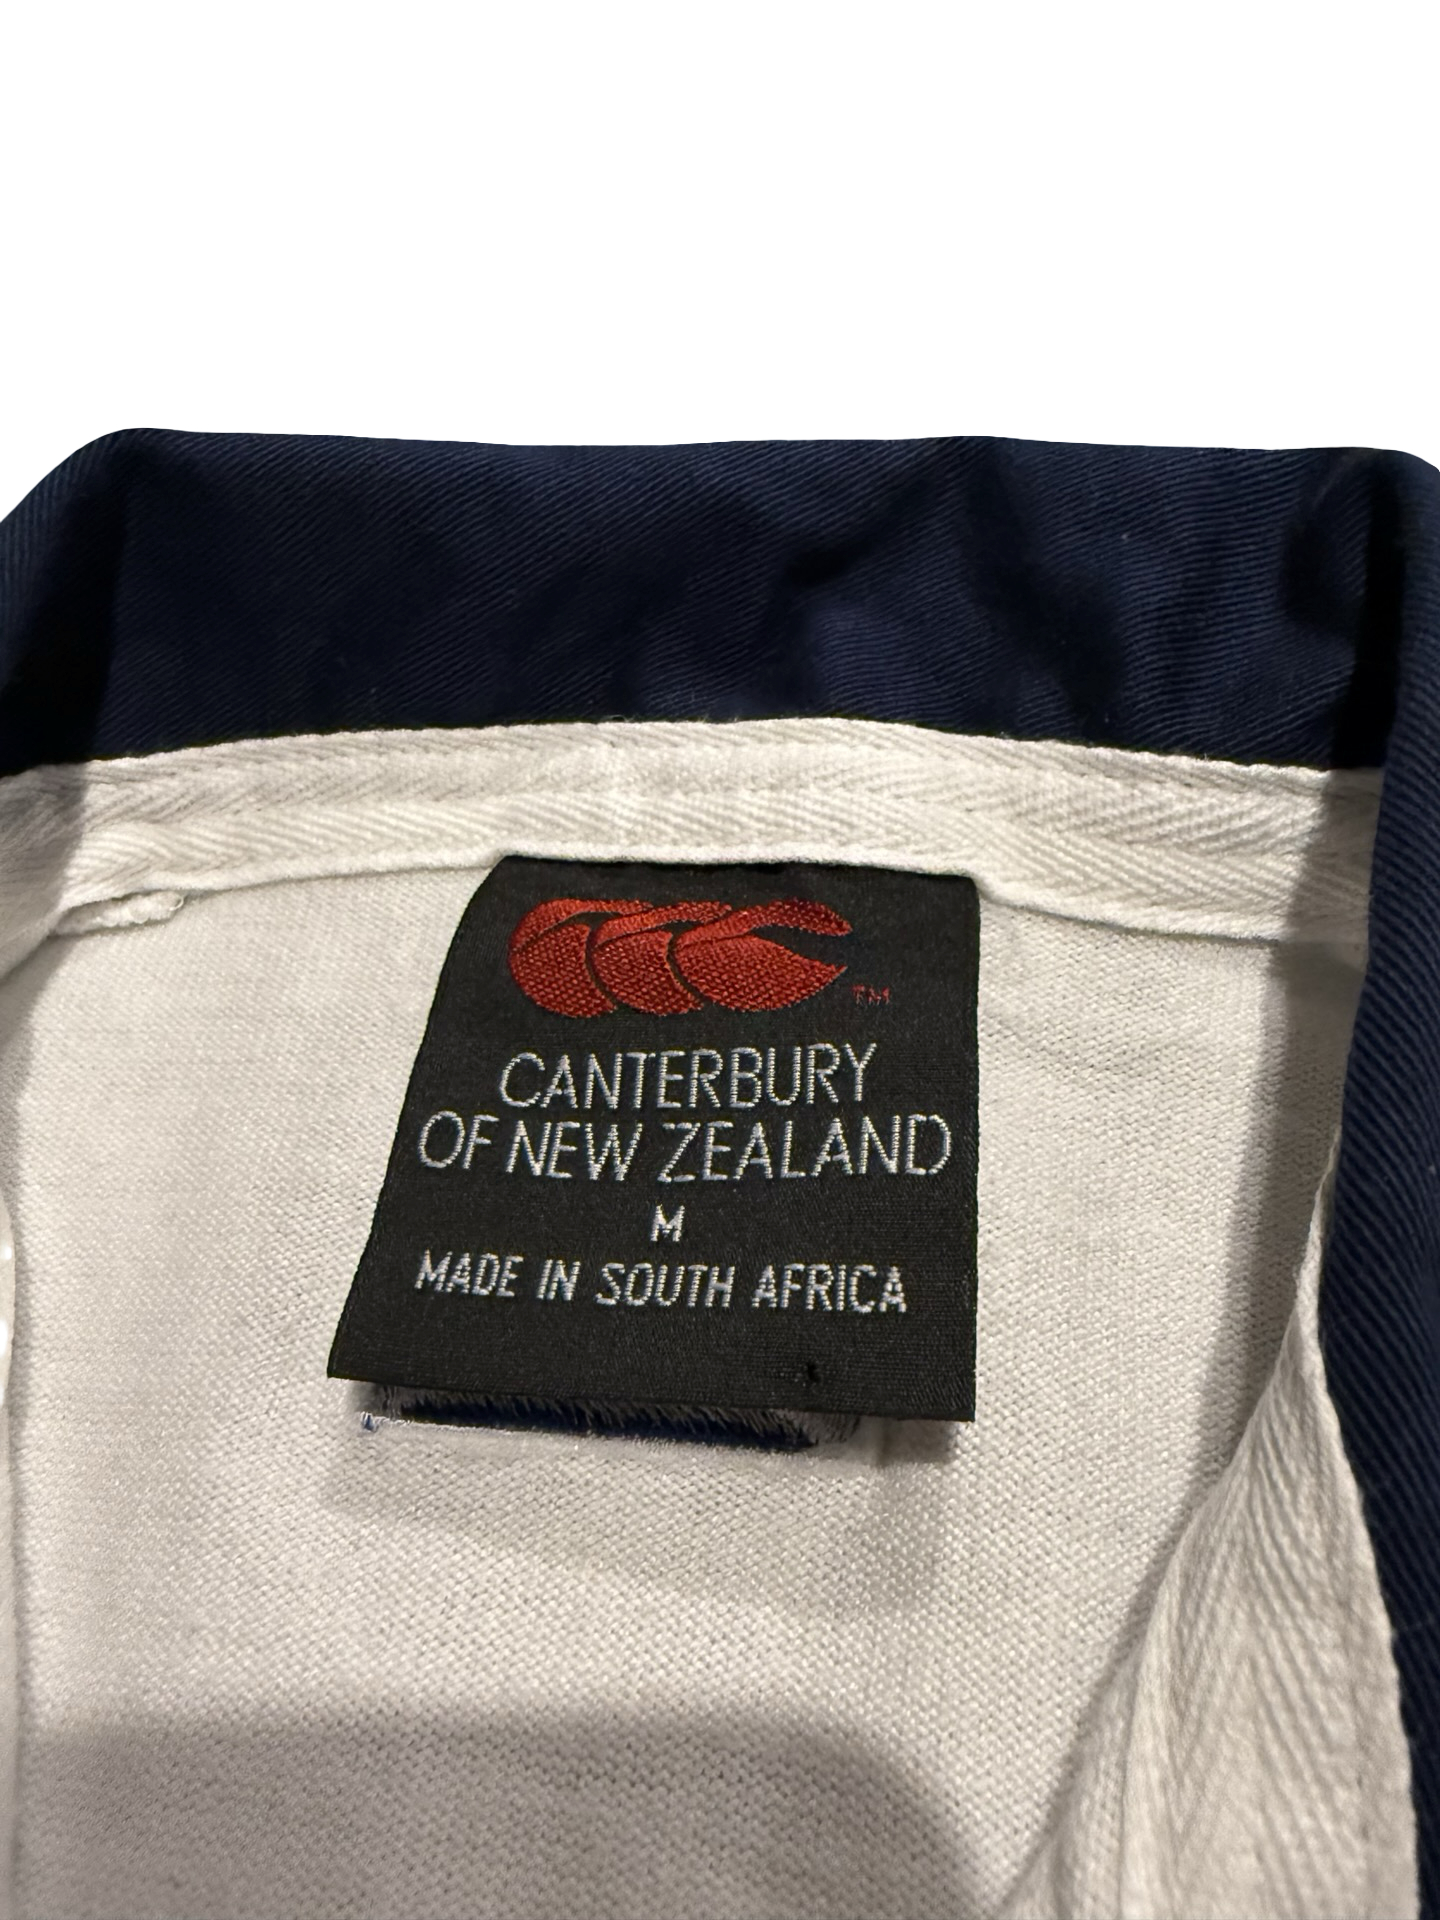 TM
CANTERBURY
OF NEW ZEALAND
M
MADE IN SOUTH AFRICA